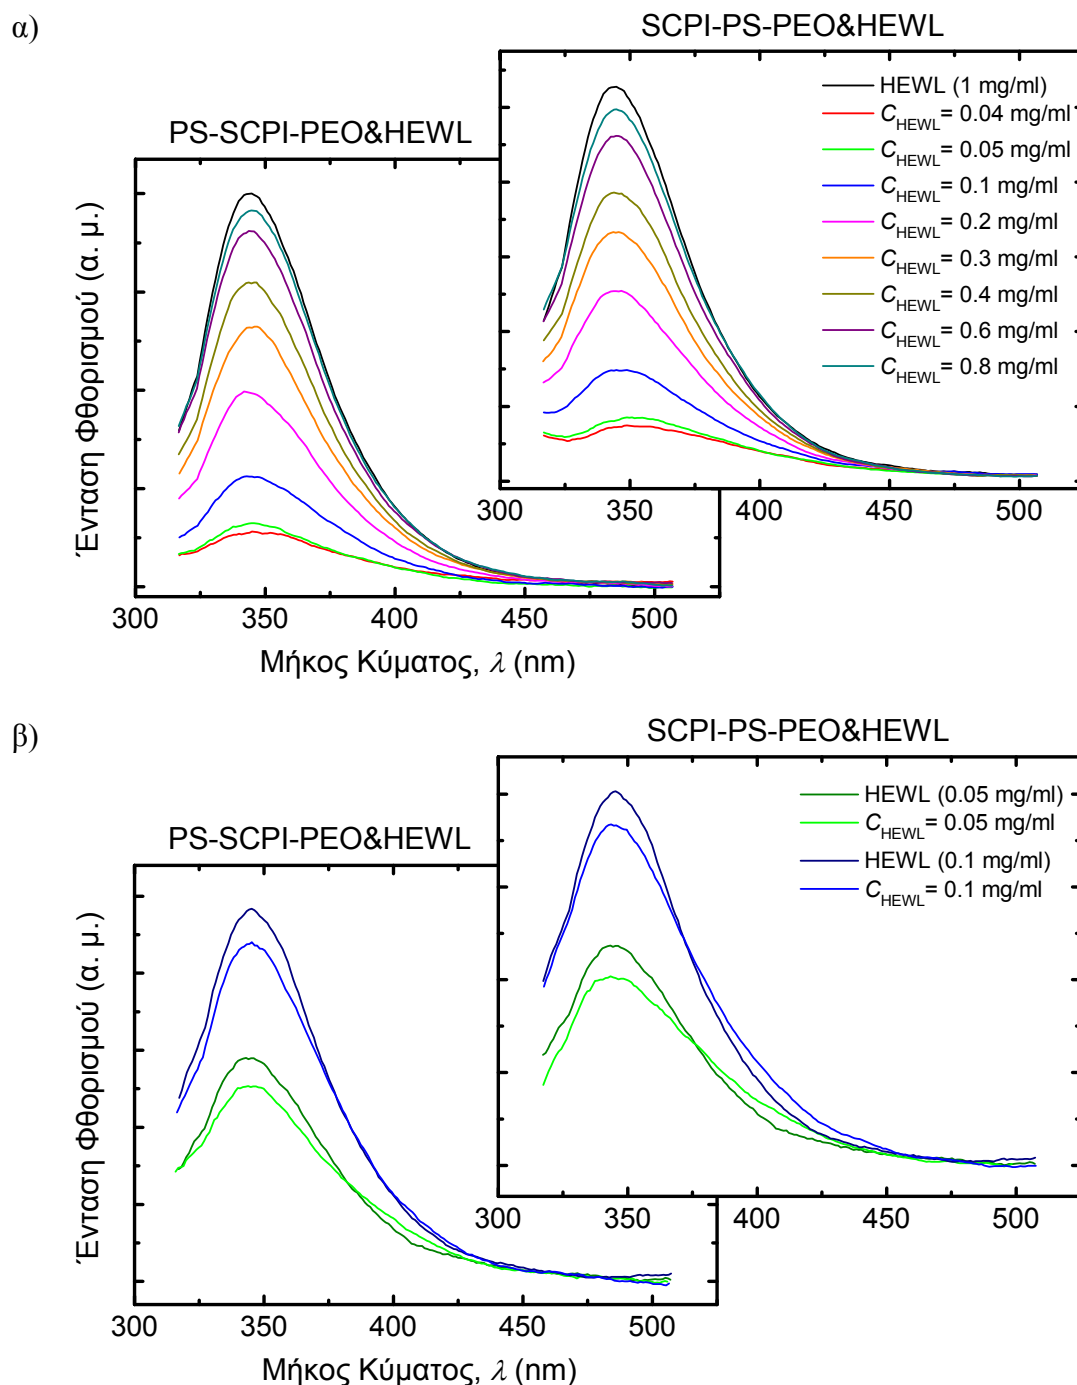 α)
SCPI-PS-PEO&HEWL
PS-SCPI-PEO&HEWL
HEWL (1 mg/ml)
CHEWL= 0.04 mg/ml
CHEWL= 0.05 mg/ml
CHEWL= 0.1 mg/ml
CHEWL= 0.2 mg/ml
CHEWL= 0.3 mg/ml
CHEWL= 0.4 mg/ml
CHEWL= 0.6 mg/ml
CHEWL= 0.8 mg/ml
300 350 400 450 500
Ένταση Φθορισμού (α. μ.)
300 350 400 450 500
Μήκος Κύματος, λ (nm)
β)
SCPI-PS-PEO&HEWL
PS-SCPI-PEO&HEWL
HEWL (0.05 mg/ml)
CHEWL= 0.05 mg/ml
HEWL (0.1 mg/ml)
CHEWL= 0.1 mg/ml
300 350 400 450 500
Ένταση Φθορισμού (α. μ.)
300 350 400 450 500
Μήκος Κύματος, λ (nm)